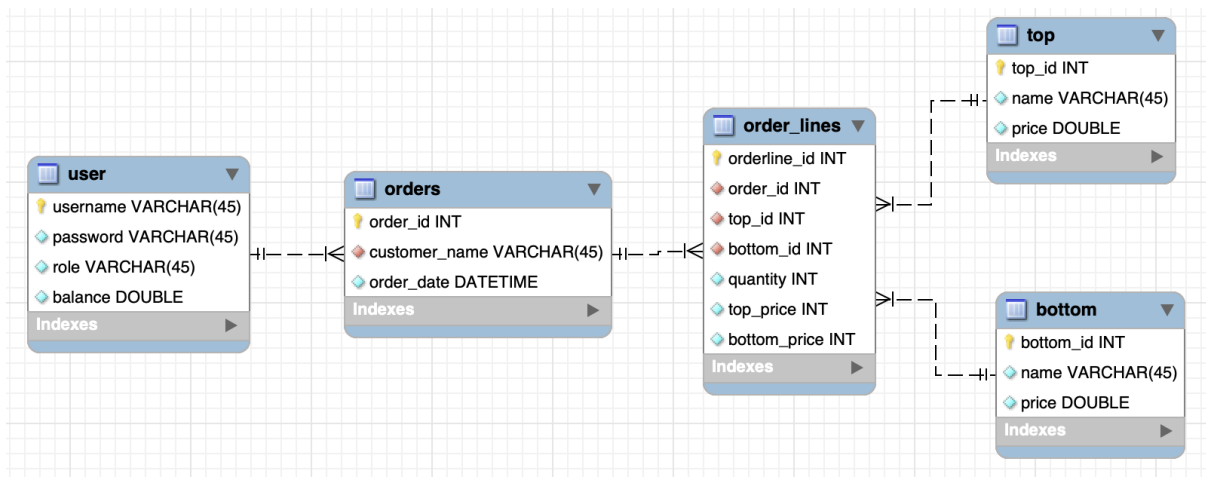 user
username VARCHAR(45)
password VARCHAR(45)
role VARCHAR(45)
balance DOUBLE
Indexes
orders
order_id INT
customer_name VARCHAR(45)
order_date DATETIME
Indexes
order_lines
orderline_id INT
order_id INT
top_id INT
bottom_id INT
quantity INT
top_price INT
bottom_price INT
Indexes
top
top_id INT
name VARCHAR(45)
price DOUBLE
Indexes
bottom
bottom_id INT
name VARCHAR(45)
price DOUBLE
Indexes